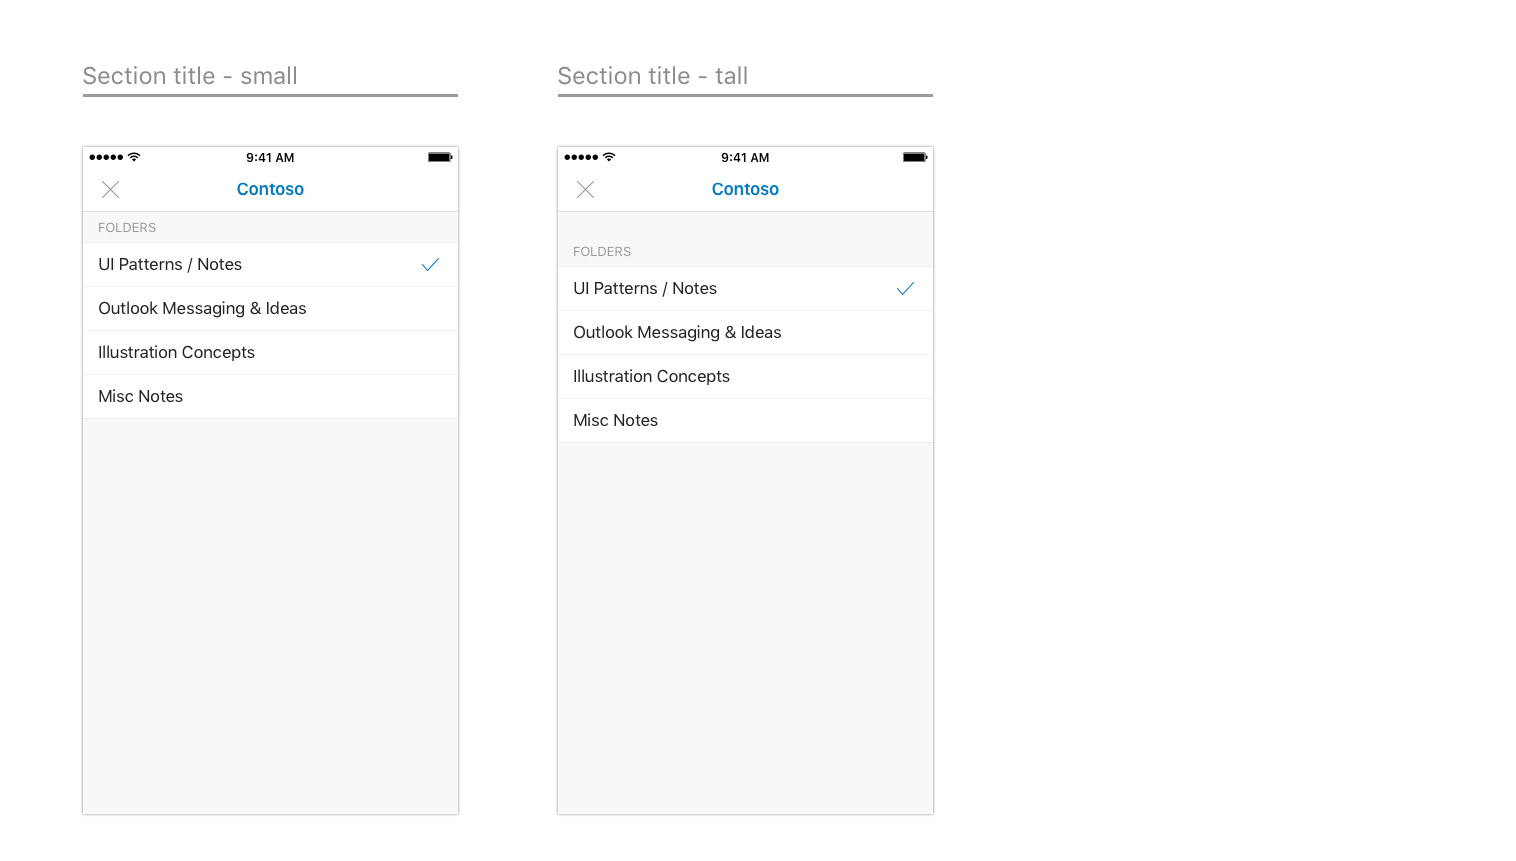 Section title - small
9:41 AM
Contoso
FOLDERS
UI Patterns / Notes
Outlook Messaging & Ideas
Illustration Concepts
Misc Notes
Section title - tall
9:41 AM
Contoso
FOLDERS
UI Patterns / Notes
Outlook Messaging & Ideas
Illustration Concepts
Misc Notes